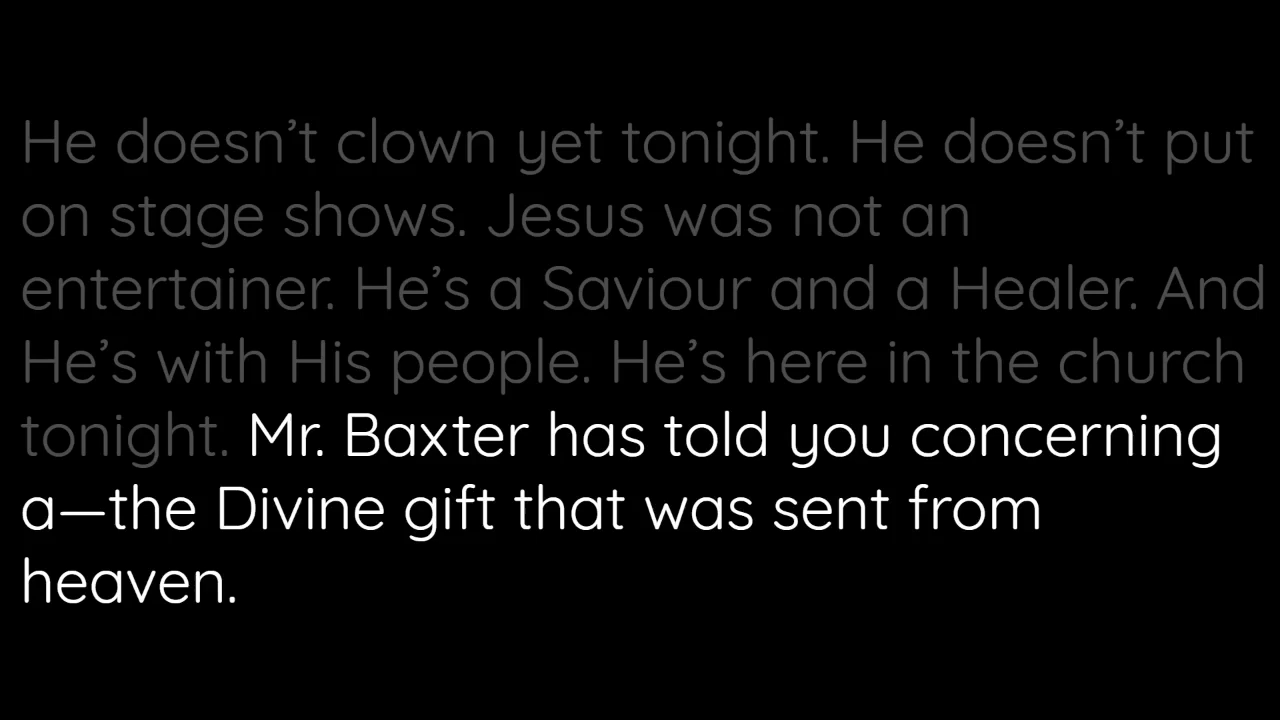 He doesn’t clown yet tonight. He doesn’t put
on stage shows. Jesus was not an
entertainer. He’s a Saviour and a Healer. And
He’s with His people. He’s here in the church
tonight. Mr. Baxter has told you concerning
a—the Divine gift that was sent from
heaven.